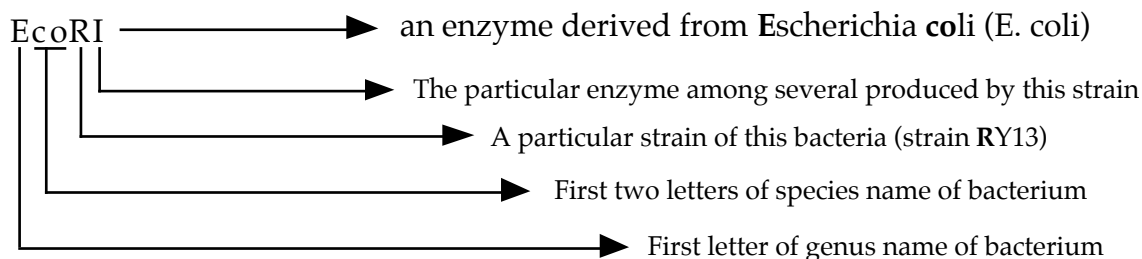 EcoRI an enzyme derived from Escherichia coli (E. coli)
The particular enzyme among several produced by this strain
A particular strain of this bacteria (strain RY13)
First two letters of species name of bacterium
First letter of genus name of bacterium